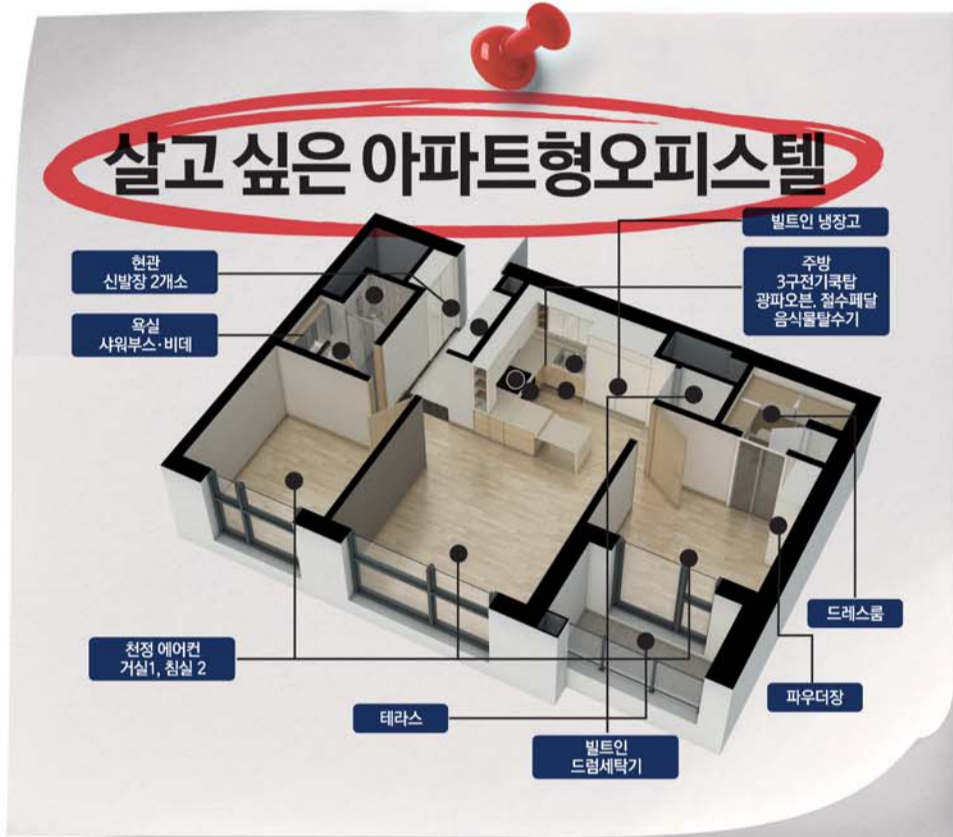 살고 싶은 아파트형오피스텔
빌트인 냉장고
현관
신발장 2개소
주방
3구전기쿡탑
광파오븐, 절수페달
음식물탈수기
욕실
샤워부스·비데
드레스룸
천정 에어컨
거실1, 침실 2
파우더장
테라스
빌트인
드럼세탁기